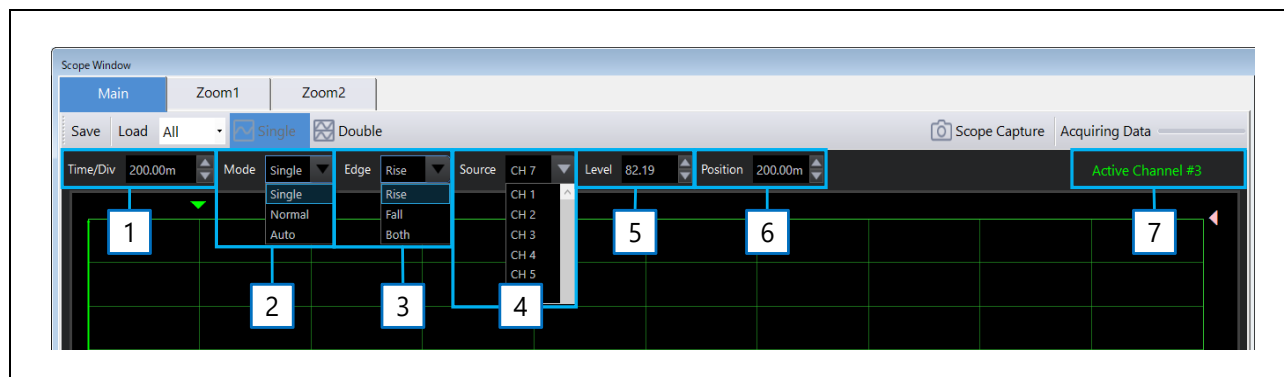 Scope Window
Main Zoom1 Zoom2
Save Load All Single Double Scope Capture Acquiring Data
Time/Div 200.00m Mode Single Edge Rise Source CH 7 Level 82.19 Position 200.00m Active Channel #3
Single Rise CH 1
Normal Fall CH 2
Auto Both CH 3
CH 4
CH 5
1 5 6 7
2 3 4